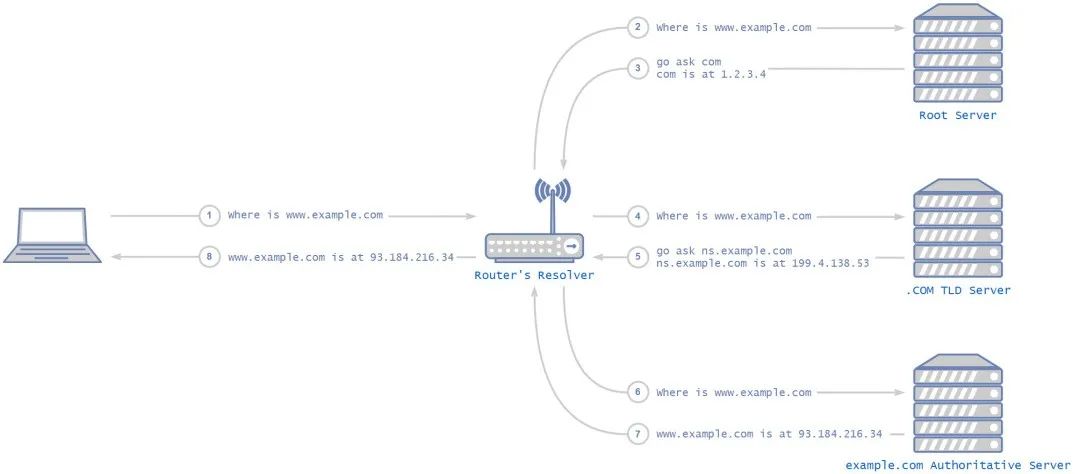 2 Where is www.example.com
3 go ask com
com is at 1.2.3.4
Root Server
1 Where is www.example.com
8 www.example.com is at 93.184.216.34
Router's Resolver
4 Where is www.example.com
5 go ask ns.example.com
ns.example.com is at 199.4.138.53
.COM TLD Server
6 Where is www.example.com
7 www.example.com is at 93.184.216.34
example.com Authoritative Server